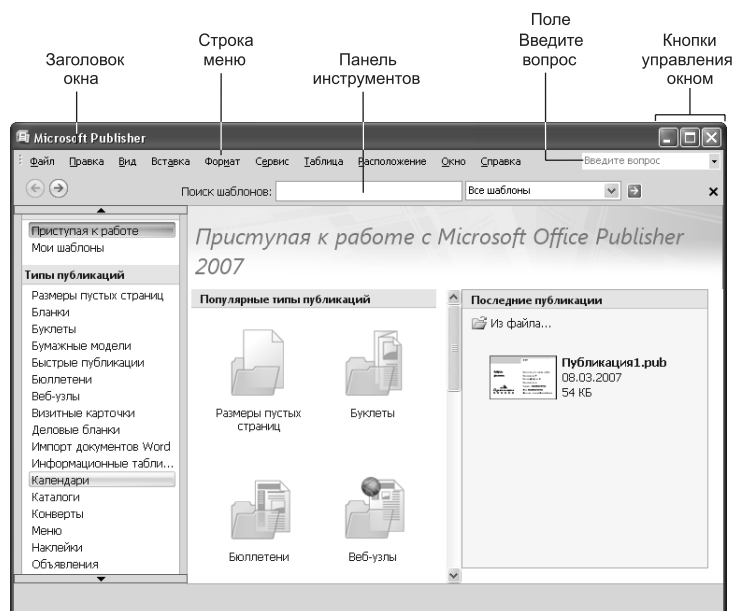 Заголовок
окна
Строка
меню
Панель
инструментов
Поле
Введите
вопрос
Кнопки
управления
окном
Microsoft Publisher
Файл Правка Вид Вставка Формат Сервис Таблица Расположение Окно Справка Введите вопрос
Поиск шаблонов: Все шаблоны
Приступая к работе
Мои шаблоны
Типы публикаций
Размеры пустых страниц
Бланки
Буклеты
Бумажные модели
Быстрые публикации
Бюллетени
Веб-узлы
Визитные карточки
Деловые бланки
Импорт документов Word
Информационные табли...
Календари
Каталоги
Конверты
Меню
Наклейки
Объявления
Приступая к работе с Microsoft Office Publisher
2007
Популярные типы публикаций
Размеры пустых
страниц
Буклеты
Бюллетени
Веб-узлы
Последние публикации
Из файла...
Публикация1.pub
08.03.2007
54 КБ